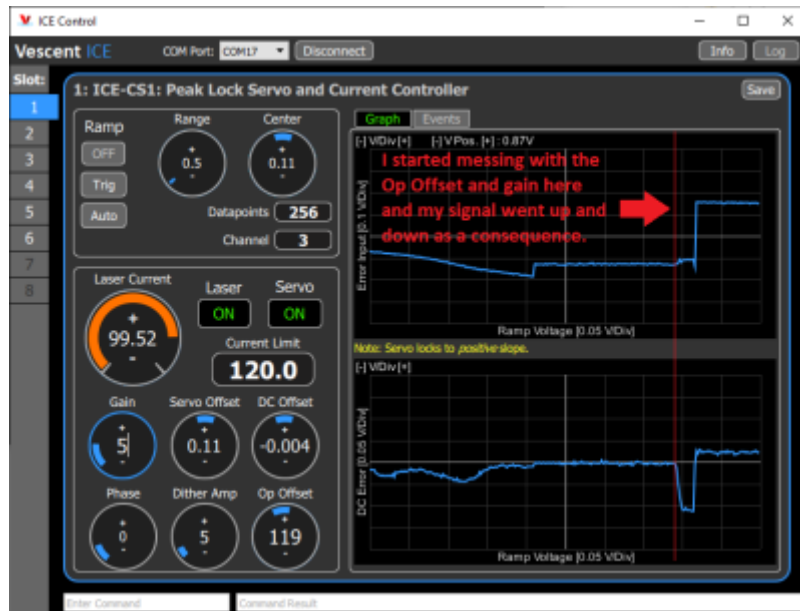 ICE Control
Vescent ICE COM Port: COM17 Disconnect Info Log
Slot:
1
2
3
4
5
6
7
8
1: ICE-CS1: Peak Lock Servo and Current Controller Save
Ramp Range Center
OFF
Trig
Auto
+
0.5
-
+
0.11
-
Datapoints 256
Channel 3
Laser Current
+
99.52
-
Laser Servo
ON ON
Current Limit
120.0
Gain Servo Offset DC Offset
+
5
-
+
0.11
-
+
-0.004
-
Phase Dither Amp Op Offset
+
0
-
+
5
-
+
119
-
Graph Events
[-] V/Div [+] [-] V Pos. [+] : 0.87V
I started messing with the
Op Offset and gain here
and my signal went up and
down as a consequence.
Error Input [0.1 V/Div]
Ramp Voltage [0.05 V/Div]
Note: Servo locks to positive slope.
[-] V/Div [+]
DC Error [0.05 V/Div]
Ramp Voltage [0.05 V/Div]
Enter Command Command Result